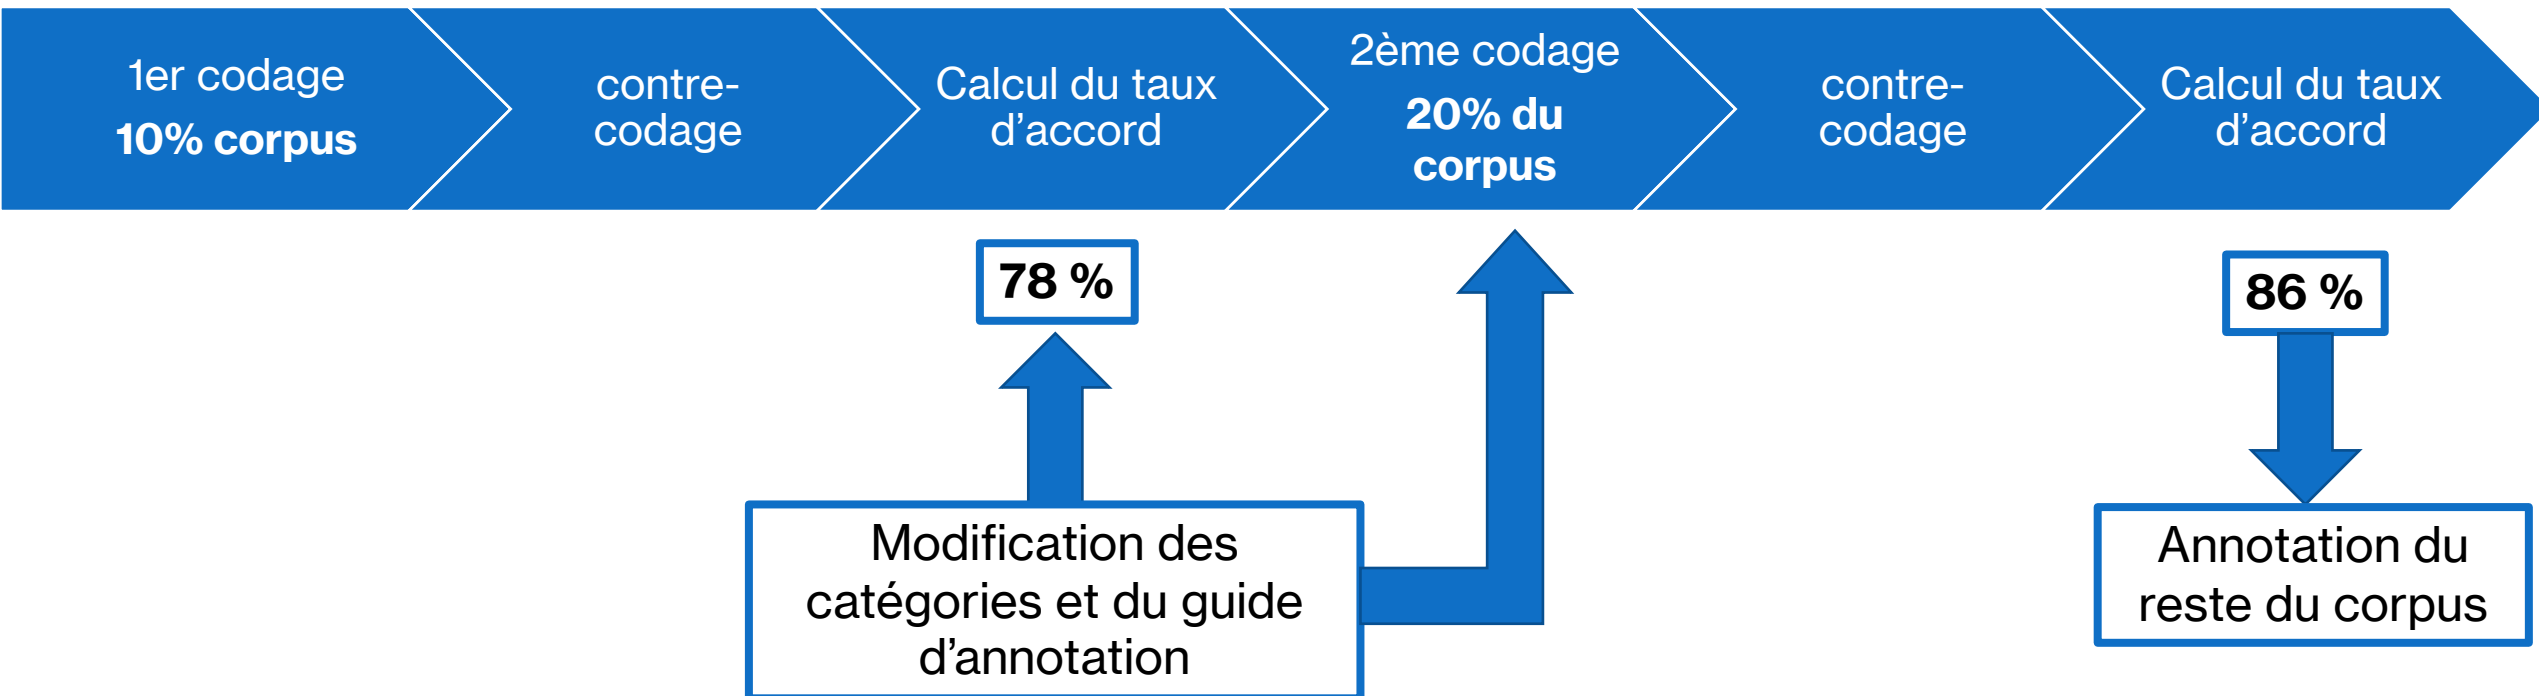 1er codage
10% corpus
contre-
codage
Calcul du taux
d’accord
2ème codage
20% du
corpus
contre-
codage
Calcul du taux
d’accord
78 %
86 %
Modification des
catégories et du guide
d’annotation
Annotation du
reste du corpus